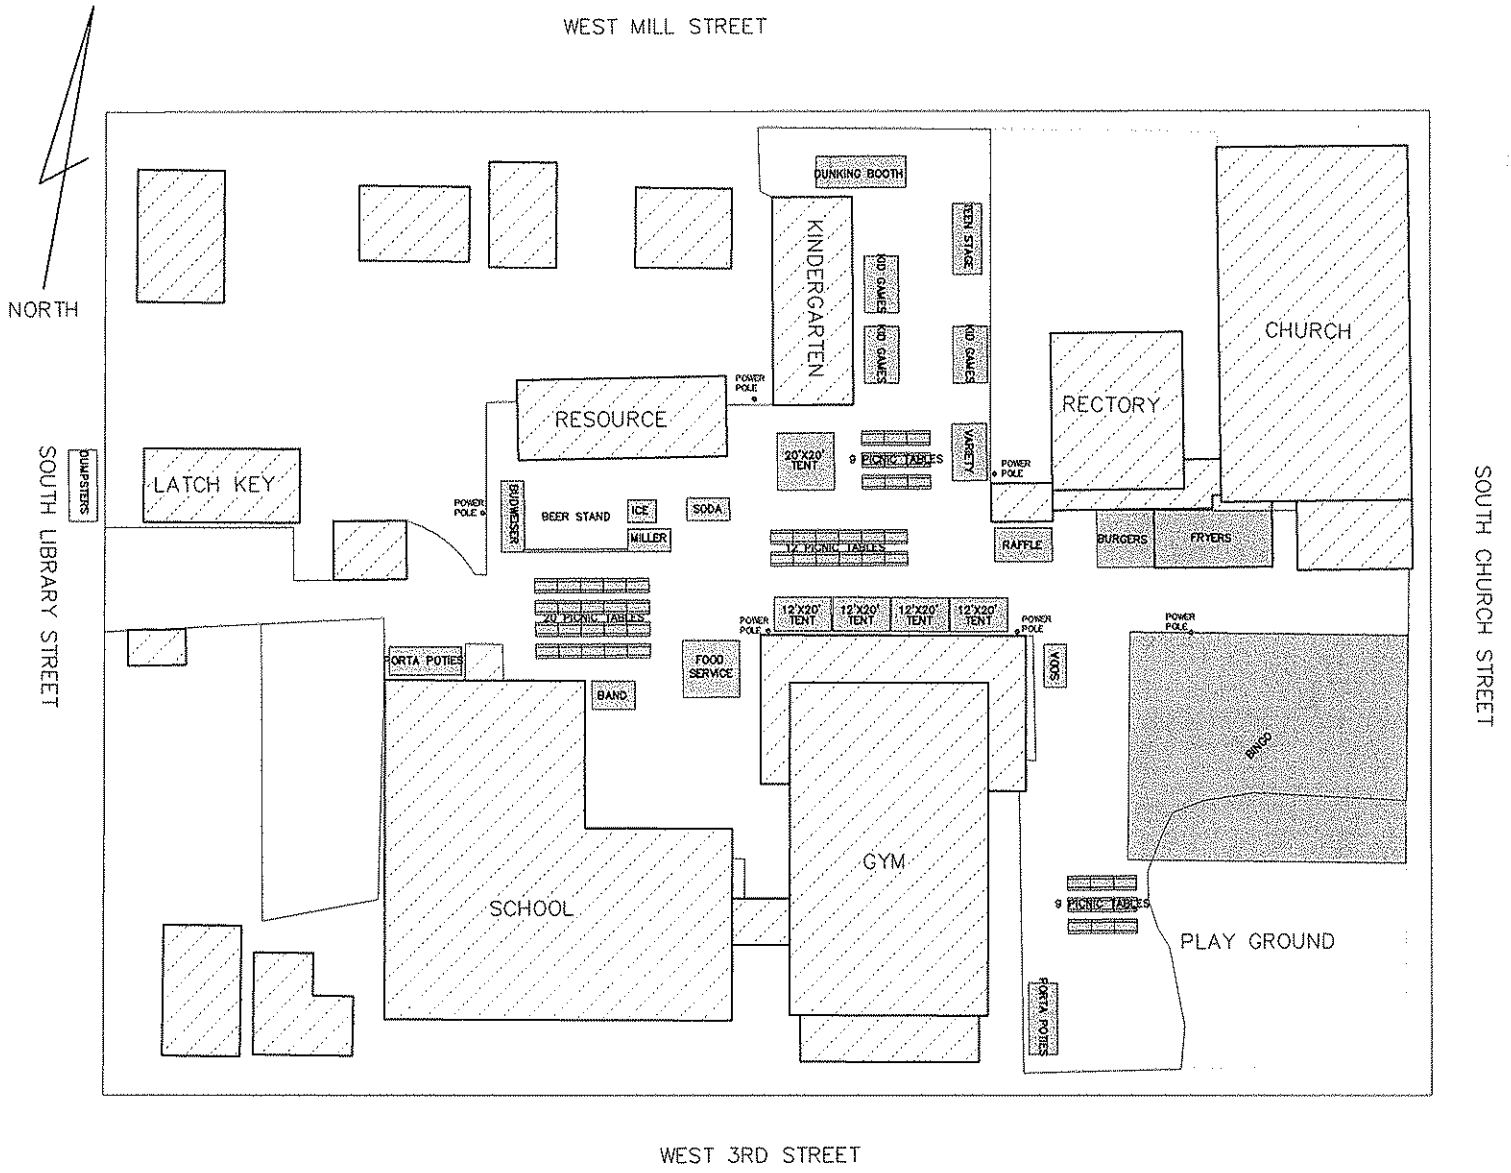 WEST MILL STREET
NORTH
DUNKING BOOTH
KINDERGARTEN
TEEN STAGE
KID GAMES
KID GAMES
KID GAMES
CHURCH
RECTORY
POWER
POLE
RESOURCE
20'X20'
TENT
9 PICNIC TABLES
VARIETY
POWER
POLE
SOUTH LIBRARY STREET
DUMPSTERS
LATCH KEY
POWER
POLE
BUDWEISER
BEER STAND
ICE
MILLER
SODA
12 PICNIC TABLES
RAFFLE
BURGERS
FRYERS
SOUTH CHURCH STREET
20 PICNIC TABLES
12'X20'
TENT
12'X20'
TENT
12'X20'
TENT
12'X20'
TENT
POWER
POLE
POWER
POLE
POWER
POLE
PORTA POTIES
FOOD
SERVICE
BAND
BINGO
GYM
SCHOOL
9 PICNIC TABLES
PLAY GROUND
PORTA POTIES
WEST 3RD STREET